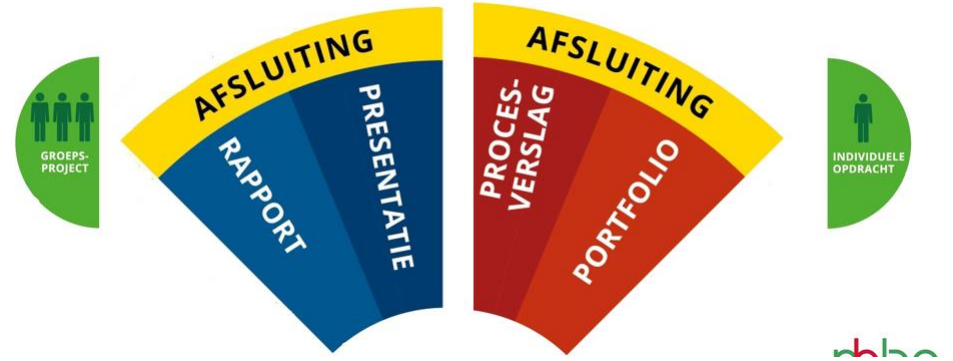 GROEPS-
PROJECT
AFSLUITING
RAPPORT
PRESENTATIE
AFSLUITING
PROCES-
VERSLAG
PORTFOLIO
INDIVIDUELE
OPDRACHT